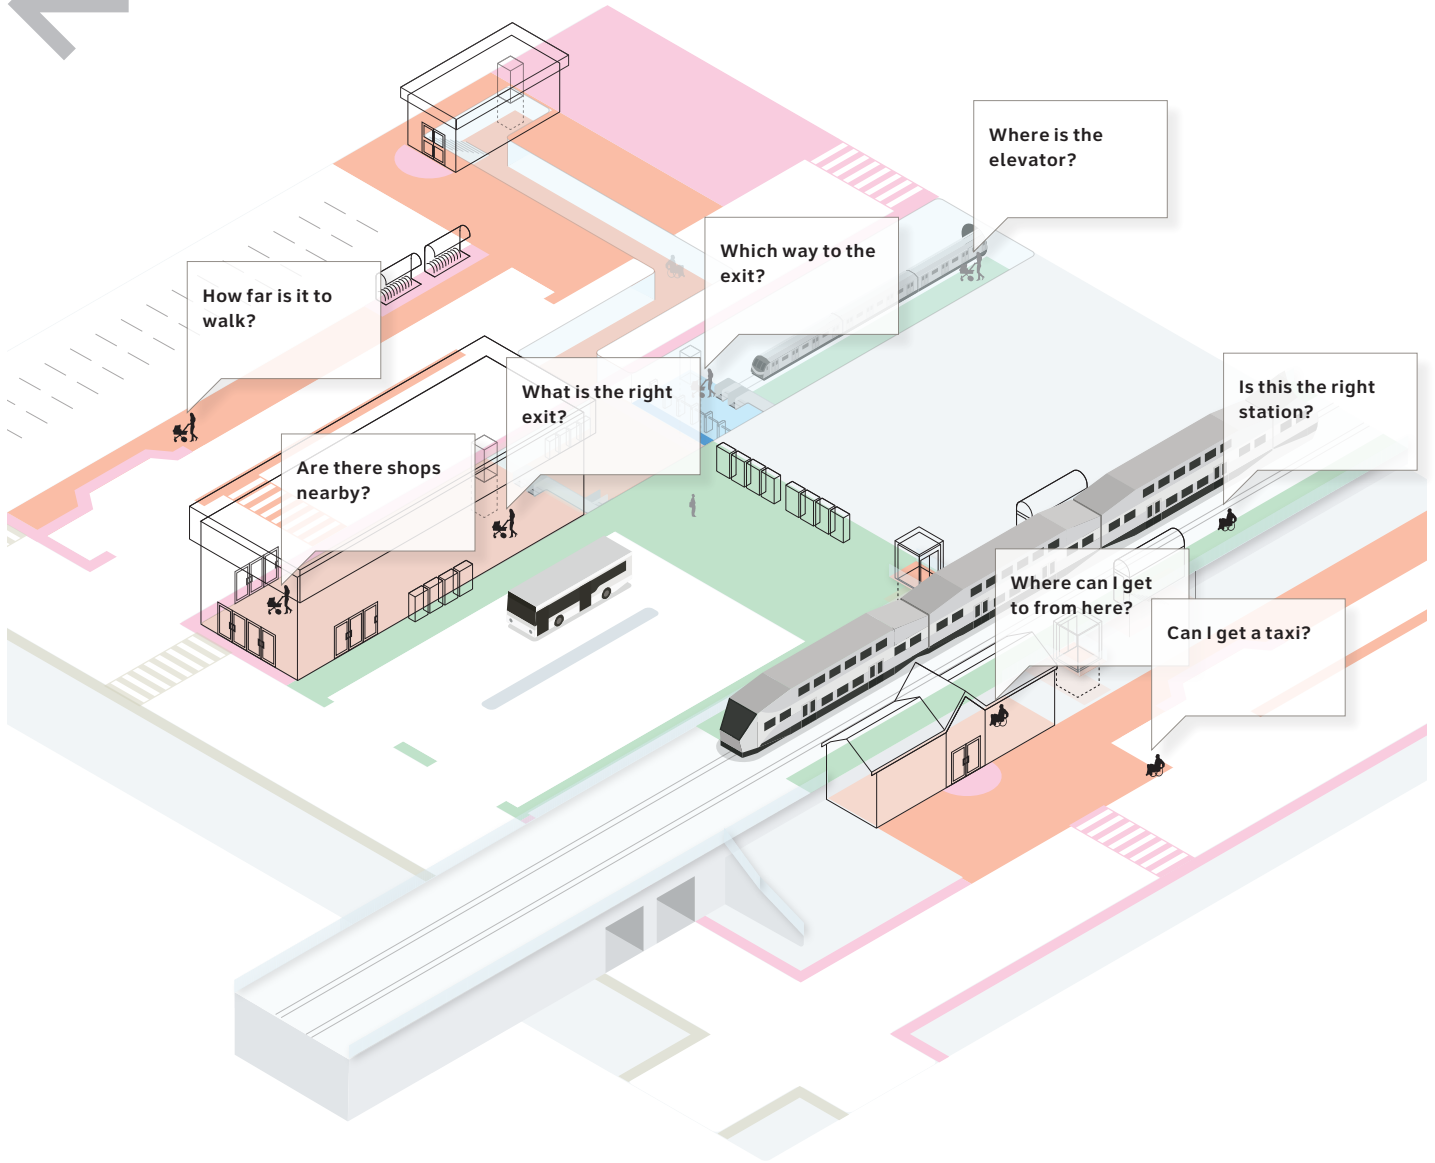 Where is the
elevator?
Which way to the
exit?
How far is it to
walk?
What is the right
exit?
Is this the right
station?
Are there shops
nearby?
Where can I get
to from here?
Can I get a taxi?